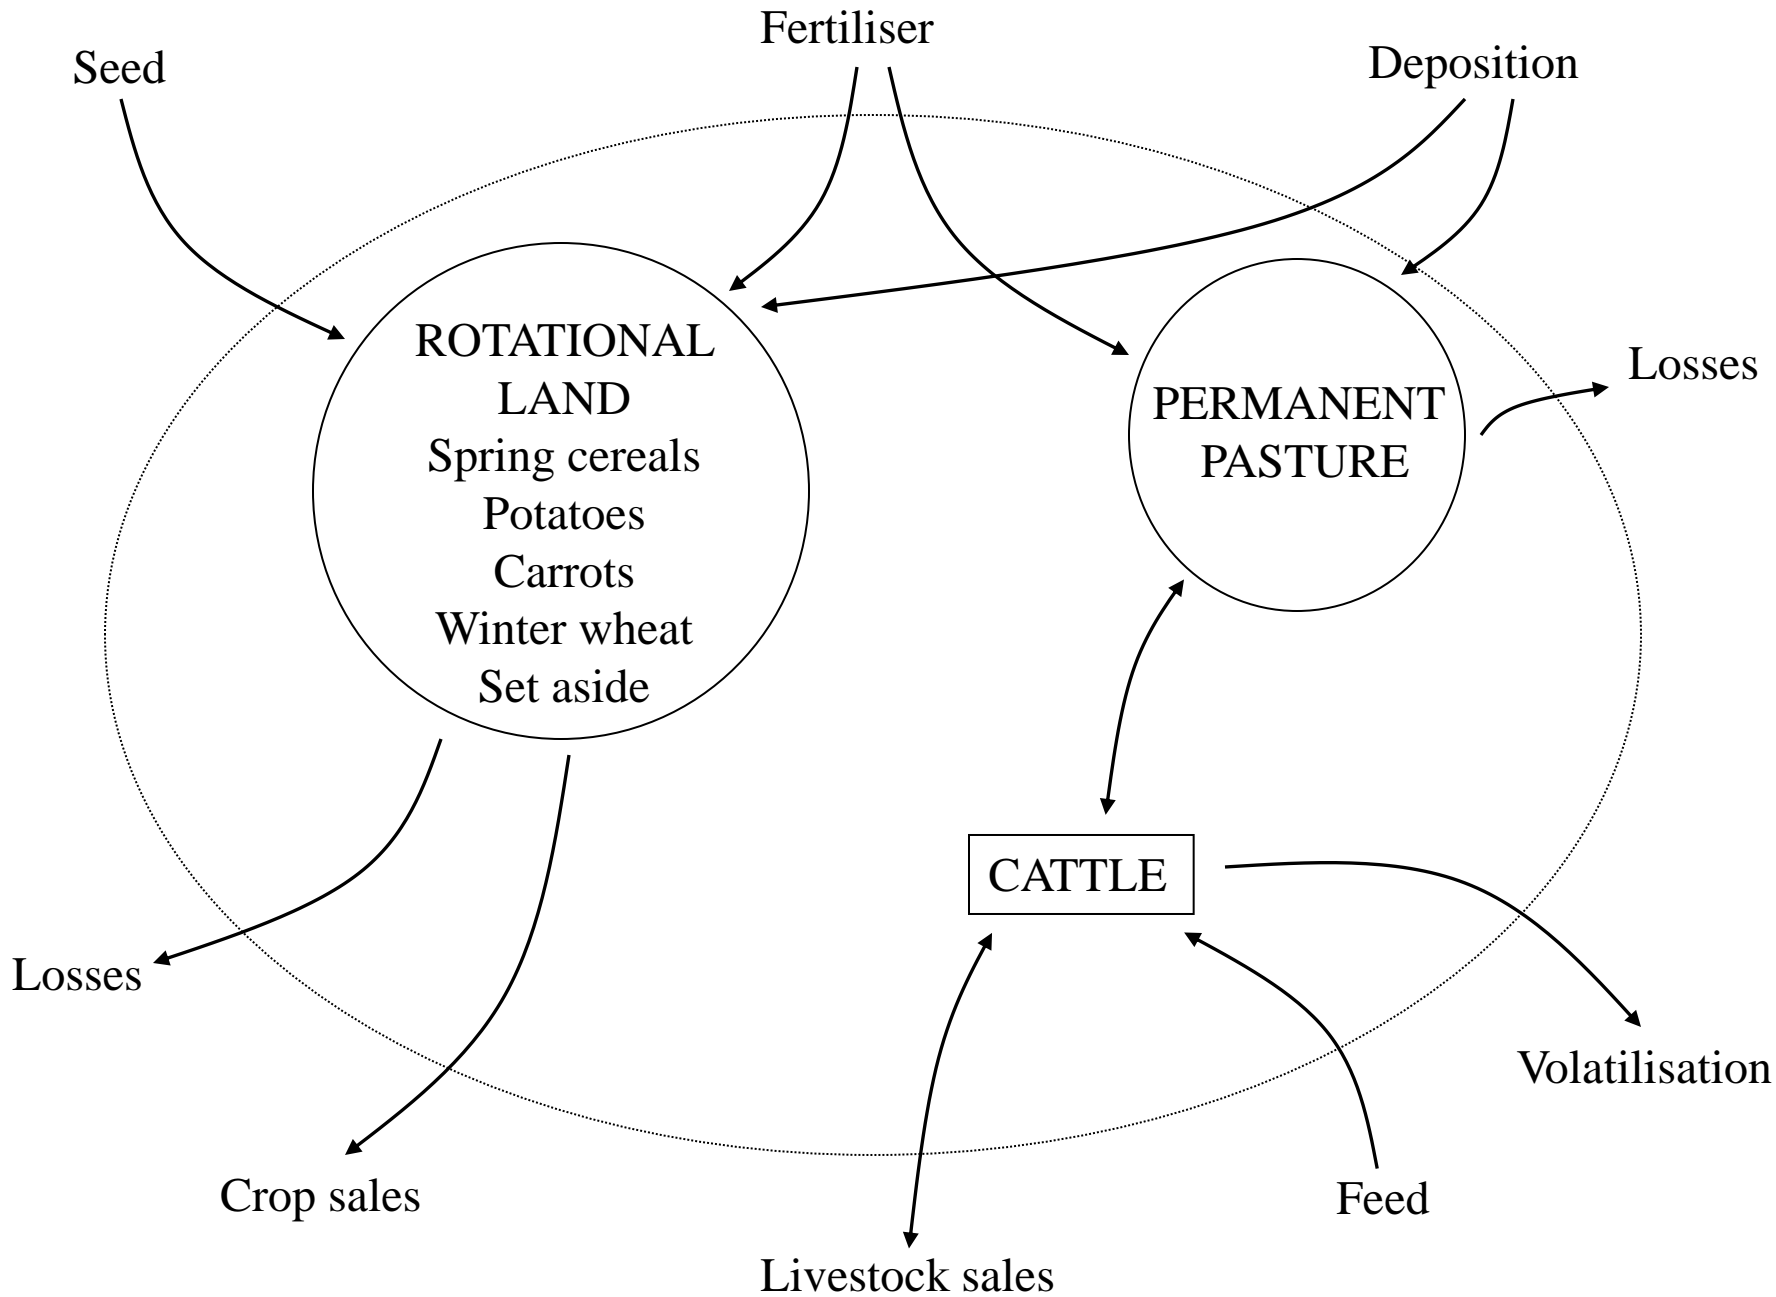 Fertiliser
Seed
Deposition
ROTATIONAL
LAND
Spring cereals
Potatoes
Carrots
Winter wheat
Set aside
PERMANENT
PASTURE
Losses
CATTLE
Losses
Volatilisation
Crop sales
Feed
Livestock sales